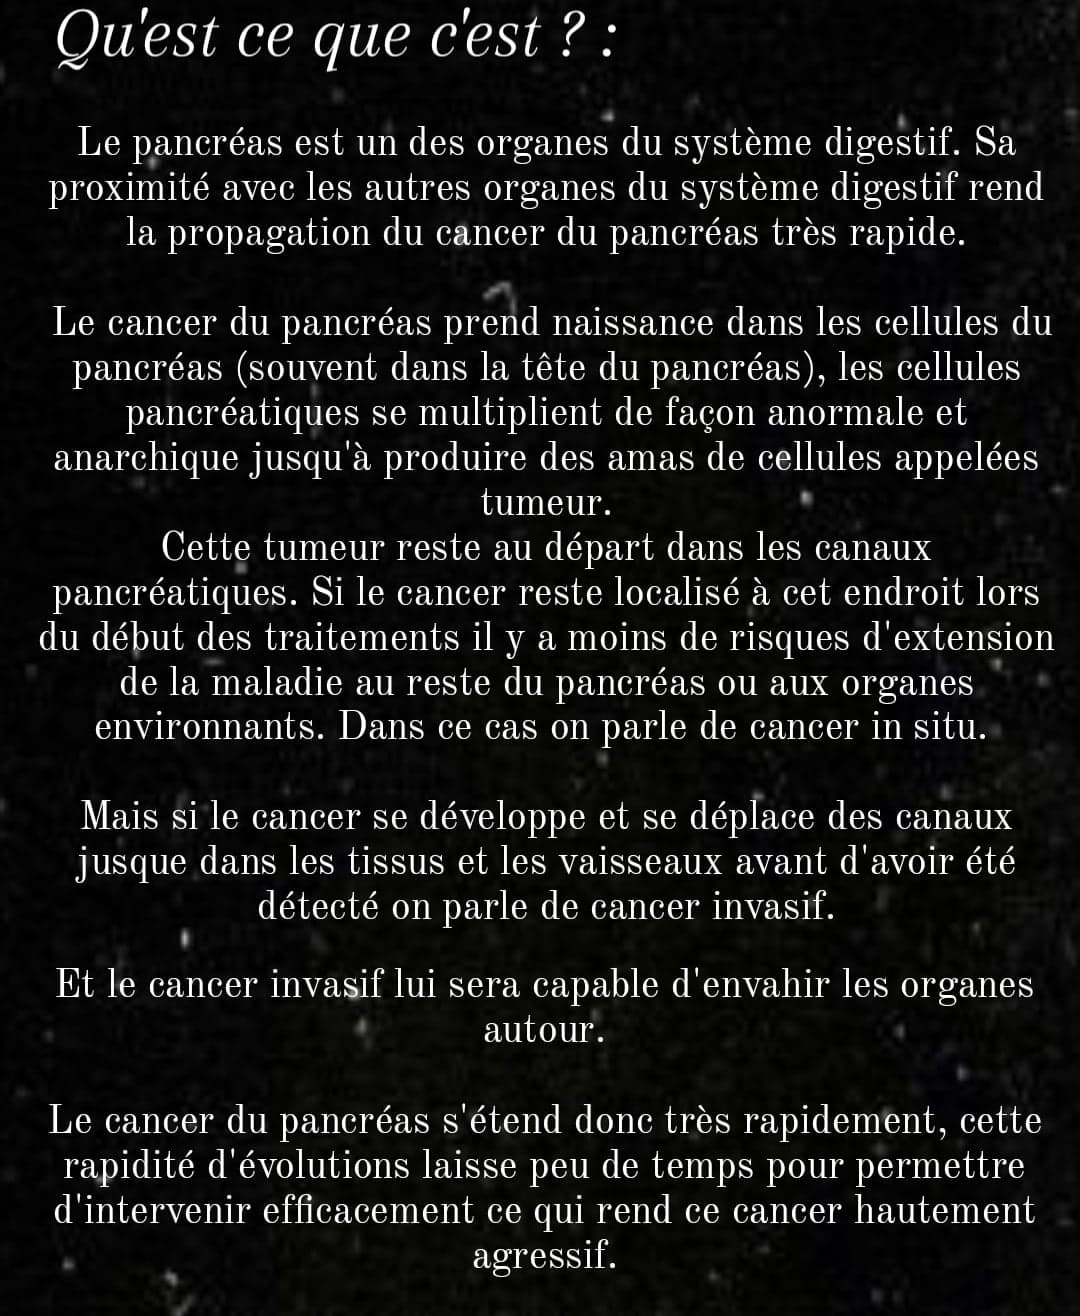 Qu'est ce que c'est ? :
Le pancréas est un des organes du système digestif. Sa
proximité avec les autres organes du système digestif rend
la propagation du cancer du pancréas très rapide.
Le cancer du pancréas prend naissance dans les cellules du
pancréas (souvent dans la tête du pancréas), les cellules
pancréatiques se multiplient de façon anormale et
anarchique jusqu'à produire des amas de cellules appelées
tumeur.
Cette tumeur reste au départ dans les canaux
pancréatiques. Si le cancer reste localisé à cet endroit lors
du début des traitements il y a moins de risques d'extension
de la maladie au reste du pancréas ou aux organes
environnants. Dans ce cas on parle de cancer in situ.
Mais si le cancer se développe et se déplace des canaux
jusque dans les tissus et les vaisseaux avant d'avoir été
détecté on parle de cancer invasif.
Et le cancer invasif lui sera capable d'envahir les organes
autour.
Le cancer du pancréas s'étend donc très rapidement, cette
rapidité d'évolutions laisse peu de temps pour permettre
d'intervenir efficacement ce qui rend ce cancer hautement
agressif.